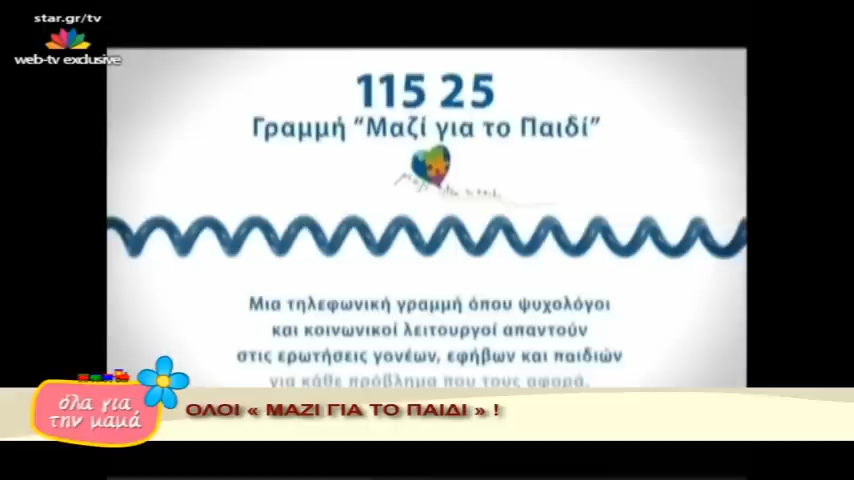 star.gr/tv
web-tv exclusive
115 25
Γραμμή “Μαζί για το Παιδί”
Μια τηλεφωνική γραμμή όπου ψυχολόγοι
και κοινωνικοί λειτουργοί απαντούν
στις ερωτήσεις γονέων, εφήβων και παιδιών
για κάθε πρόβλημα που τους αφορά.
όλα για
την μαμά
ΟΛΟΙ « ΜΑΖΙ ΓΙΑ ΤΟ ΠΑΙΔΙ » !